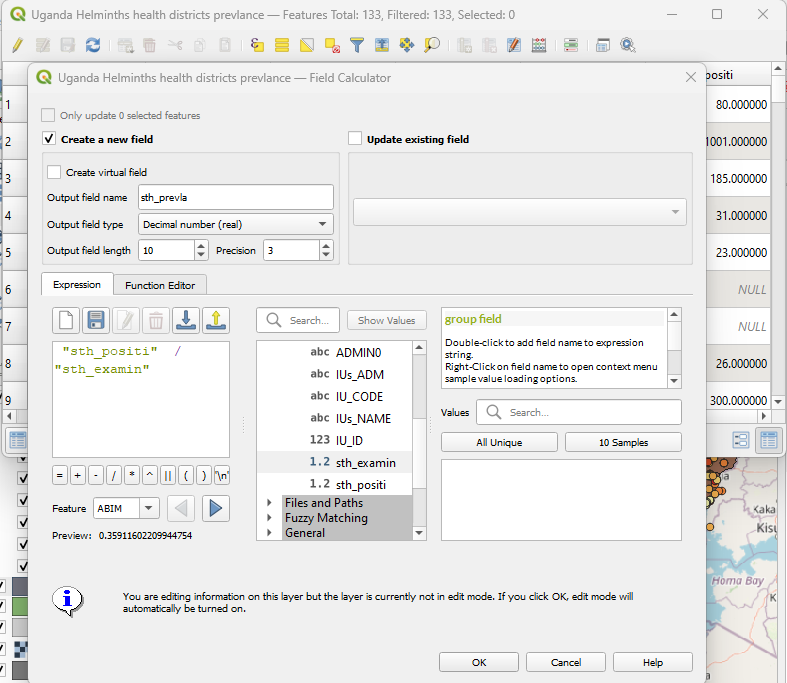 Uganda Helminths health districts prevlance — Features Total: 133, Filtered: 133, Selected: 0
positi
1
80.000000
2
1001.000000
3
185.000000
4
31.000000
5
23.000000
6
NULL
7
NULL
8
26.000000
9
300.000000
Uganda Helminths health districts prevlance — Field Calculator
Only update 0 selected features
Create a new field
Update existing field
Create virtual field
Output field name sth_prevla
Output field type Decimal number (real)
Output field length 10 Precision 3
Expression Function Editor
Search... Show Values
"sth_positi" /
"sth_examin"
= + - / * ^ || ( ) '\n'
Feature ABIM
Preview: 0.35911602209944754
abc ADMIN0
abc IUs_ADM
abc IU_CODE
abc IUs_NAME
123 IU_ID
1.2 sth_examin
1.2 sth_positi
Files and Paths
Fuzzy Matching
General
group field
Double-click to add field name to expression
string.
Right-Click on field name to open context menu
sample value loading options.
Values Search...
All Unique 10 Samples
You are editing information on this layer but the layer is currently not in edit mode. If you click OK, edit mode will
automatically be turned on.
OK Cancel Help
Kaka
Kisu
Homa Bay